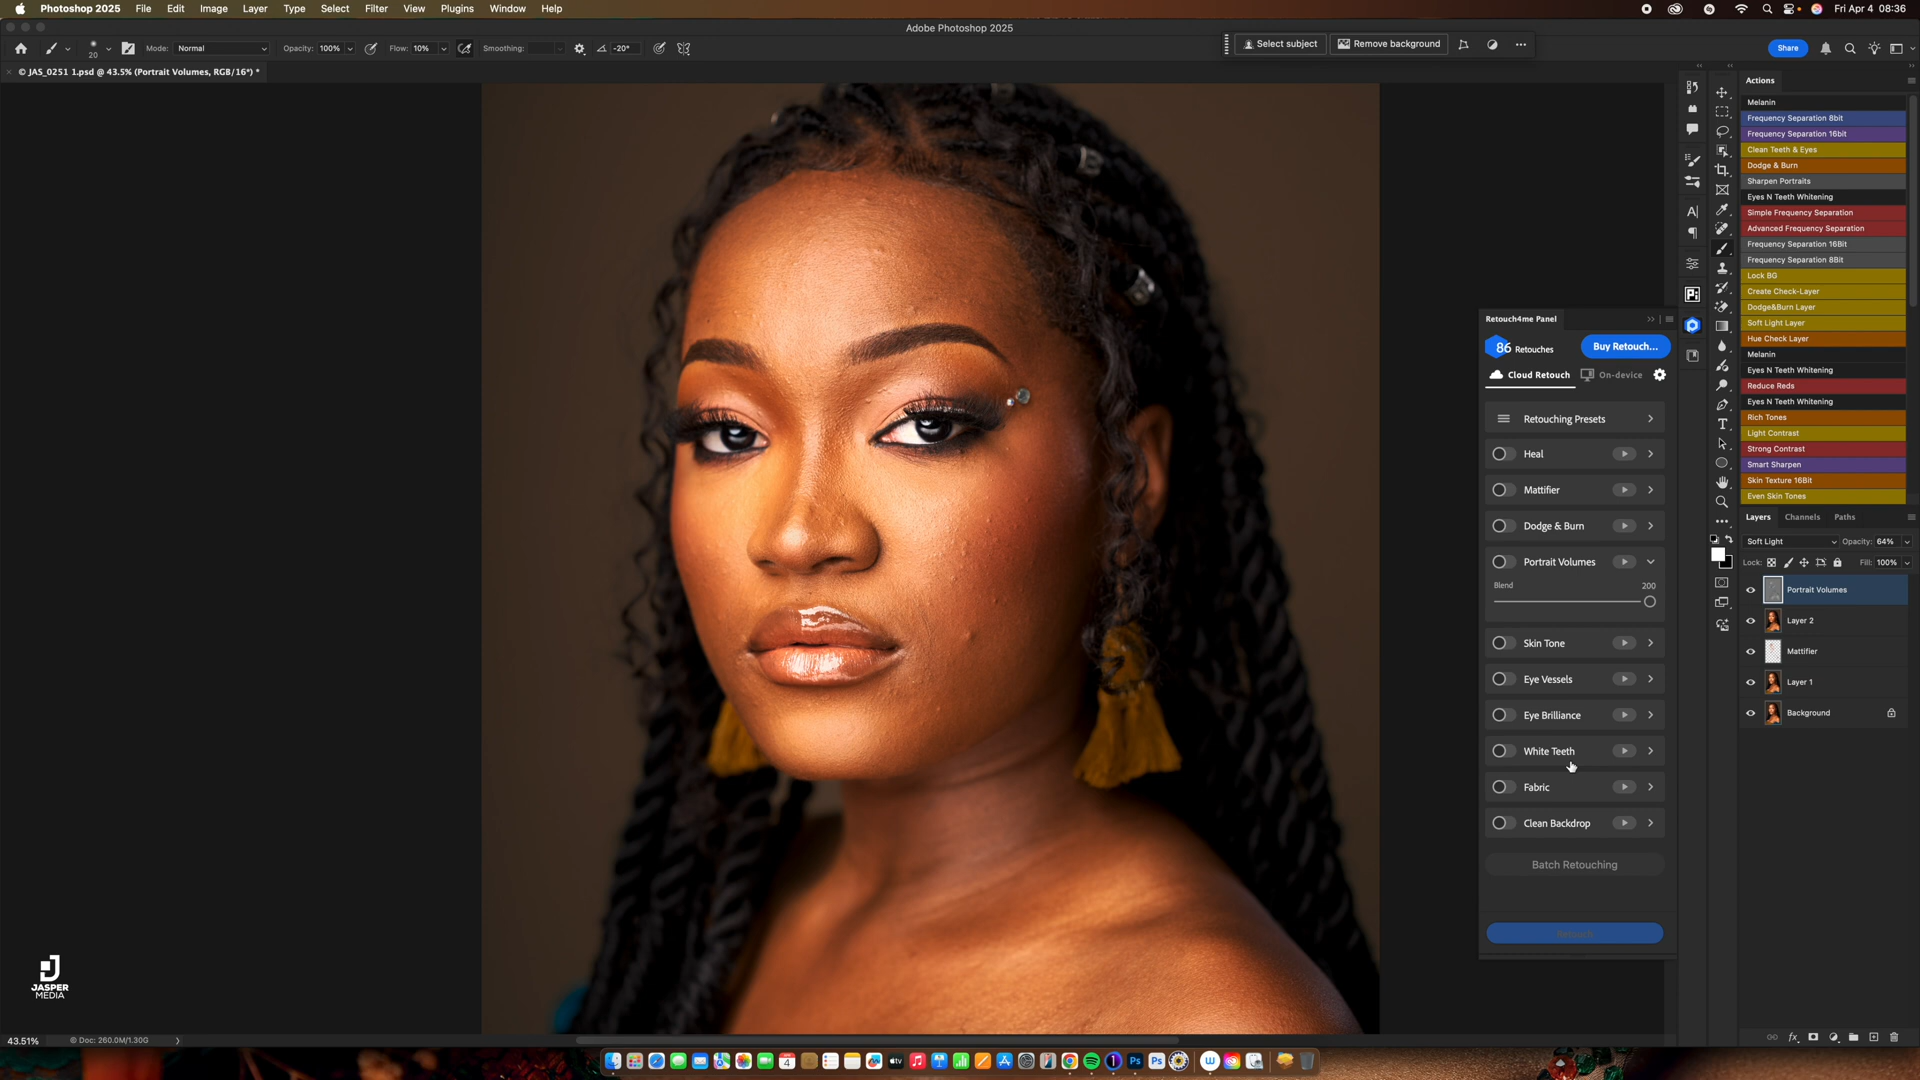 Photoshop 2025 File Edit Image Layer Type Select Filter View Plugins Window Help
Fri Apr 4 08:36
Adobe Photoshop 2025
20
Mode: Normal
Opacity: 100%
Flow: 10%
Smoothing:
-20°
Select subject
Remove background
Share
© JAS_0251 1.psd @ 43.5% (Portrait Volumes, RGB/16*) *
Actions
Melanin
Frequency Separation 8bit
Frequency Separation 16bit
Clean Teeth & Eyes
Dodge & Burn
Sharpen Portraits
Eyes N Teeth Whitening
Simple Frequency Separation
Advanced Frequency Separation
Frequency Separation 16Bit
Frequency Separation 8Bit
Lock BG
Create Check-Layer
Dodge&Burn Layer
Soft Light Layer
Hue Check Layer
Melanin
Eyes N Teeth Whitening
Reduce Reds
Eyes N Teeth Whitening
Rich Tones
Light Contrast
Strong Contrast
Smart Sharpen
Skin Texture 16Bit
Even Skin Tones
Retouch4me Panel
86 Retouches
Buy Retouch...
Cloud Retouch
On-device
Retouching Presets
Heal
Mattifier
Dodge & Burn
Portrait Volumes
Blend 200
Skin Tone
Eye Vessels
Eye Brilliance
White Teeth
Fabric
Clean Backdrop
Batch Retouching
Retouch
Layers Channels Paths
Soft Light
Opacity: 64%
Lock:
Fill: 100%
Portrait Volumes
Layer 2
Mattifier
Layer 1
Background
JASPER
MEDIA
43.51%
© Doc: 260.0M/1.30G